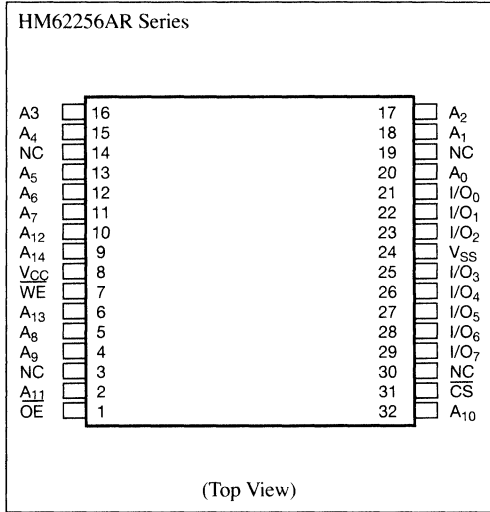 HM62256AR Series
A3 16 17 A2
A4 15 18 A1
NC 14 19 NC
A5 13 20 A0
A6 12 21 I/O0
A7 11 22 I/O1
A12 10 23 I/O2
A14 9 24 VSS
VCC 8 25 I/O3
WE 7 26 I/O4
A13 6 27 I/O5
A8 5 28 I/O6
A9 4 29 I/O7
NC 3 30 NC
A11 2 31 CS
OE 1 32 A10
(Top View)